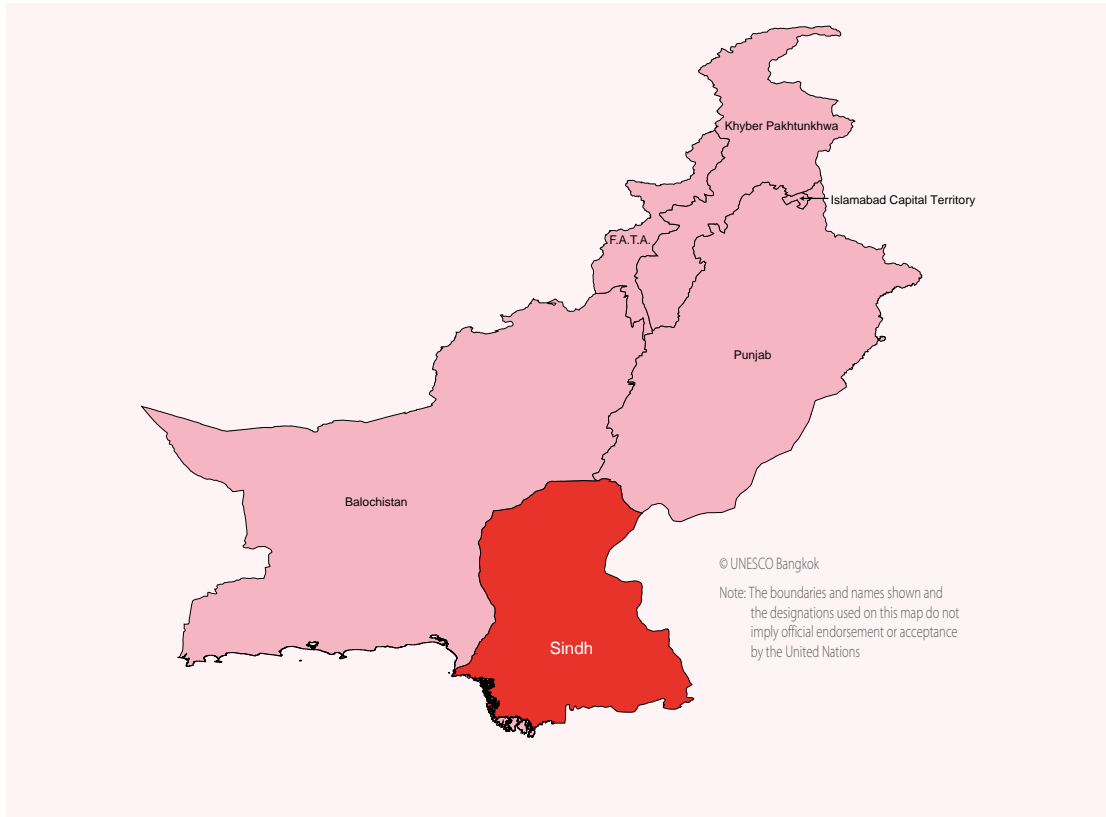 Khyber Pakhtunkhwa
Islamabad Capital Territory
F.A.T.A.
Punjab
Balochistan
© UNESCO Bangkok
Note: The boundaries and names shown and
the designations used on this map do not
imply official endorsement or acceptance
by the United Nations
Sindh